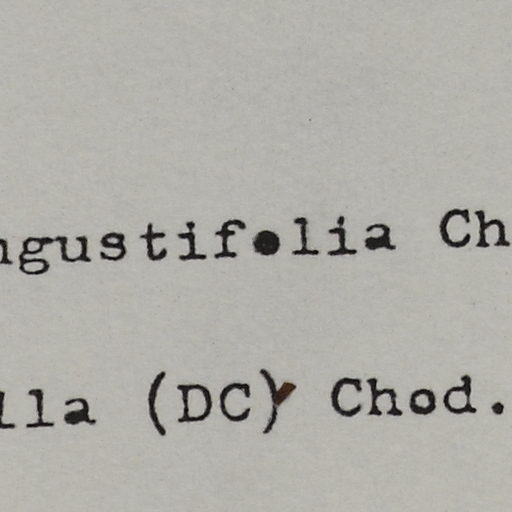 ngustifolia Ch
lla (DC) Chod.